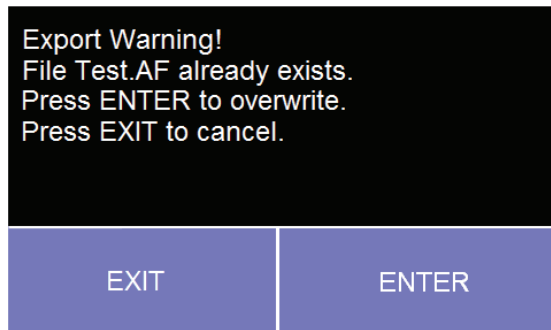 Export Warning!
File Test.AF already exists.
Press ENTER to overwrite.
Press EXIT to cancel.
EXIT
ENTER